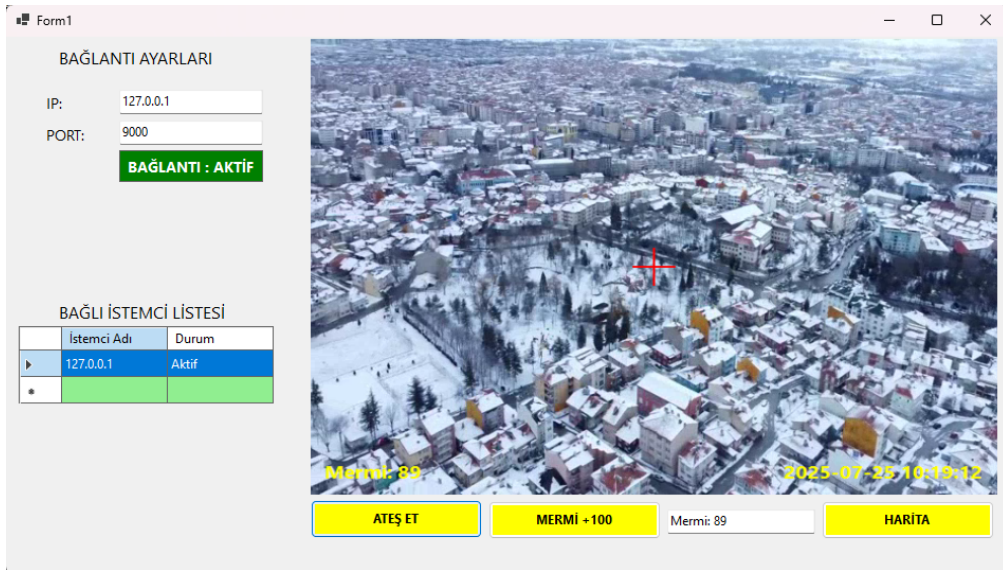 Form1
BAĞLANTI AYARLARI
IP:
127.0.0.1
PORT:
9000
BAĞLANTI : AKTİF
BAĞLI İSTEMCİ LİSTESİ
İstemci Adı Durum
127.0.0.1 Aktif
Mermi: 89
2025-07-25 10:19:12
ATEŞ ET
MERMİ +100
Mermi: 89
HARİTA